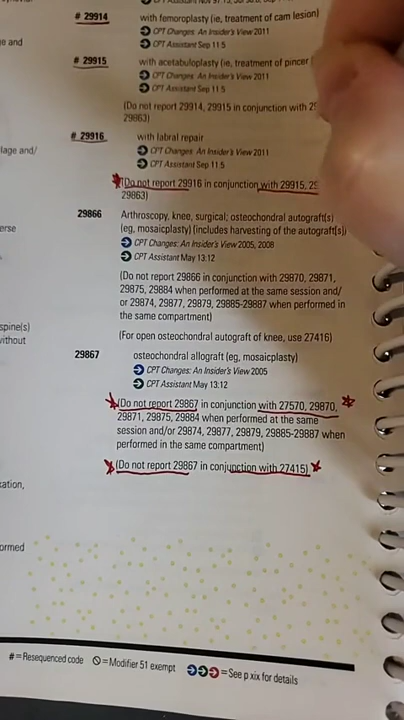 # 29914 with femoroplasty (ie, treatment of cam lesion)
CPT Changes: An Insider's View 2011
CPT Assistant Sep 11:5
e and
# 29915 with acetabuloplasty (ie, treatment of pincer
CPT Changes: An Insider's View 2011
CPT Assistant Sep 11:5
(Do not report 29914, 29915 in conjunction with
29863)
# 29916 with labral repair
CPT Changes: An Insider's View 2011
lage and/
CPT Assistant Sep 11:5
(Do not report 29916 in conjunction with 29915,
29863)
29866 Arthroscopy, knee, surgical; osteochondral autograft(s)
erse
(eg, mosaicplasty) (includes harvesting of the autograft[s])
CPT Changes: An Insider's View 2005, 2008
CPT Assistant May 13:12
(Do not report 29866 in conjunction with 29870, 29871,
29875, 29884 when performed at the same session and/
or 29874, 29877, 29879, 29885-29887 when performed in
the same compartment)
spine(s)
(For open osteochondral autograft of knee, use 27416)
without
29867 osteochondral allograft (eg, mosaicplasty)
CPT Changes: An Insider's View 2005
CPT Assistant May 13:12
(Do not report 29867 in conjunction with 27570, 29870,
29871, 29875, 29884 when performed at the same
session and/or 29874, 29877, 29879, 29885-29887 when
performed in the same compartment)
(Do not report 29867 in conjunction with 27415)
cation,
ormed
# =Resequenced code =Modifier 51 exempt =See p xix for details